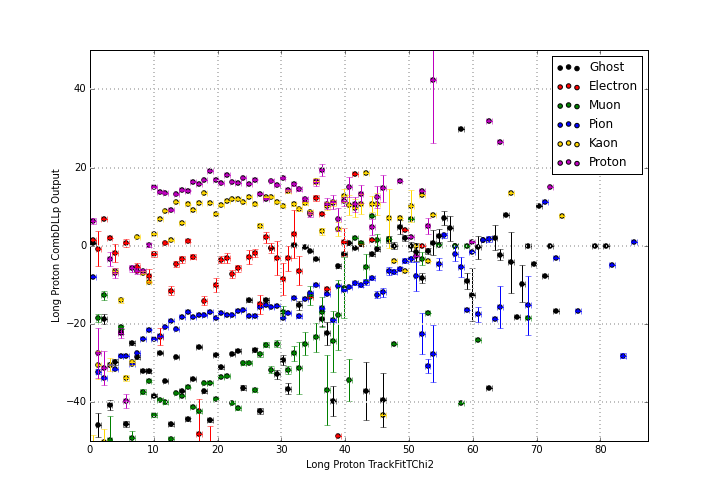 Ghost
Electron
Muon
Pion
Kaon
Proton
40
20
0
−20
−40
Long Proton CombDLLp Output
0 10 20 30 40 50 60 70 80
Long Proton TrackFitTChi2